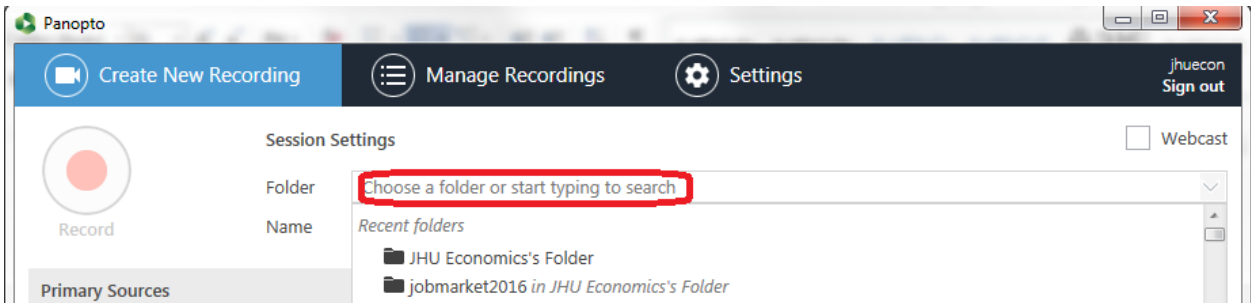 Panopto
Create New Recording Manage Recordings Settings jhuecon
Sign out
Session Settings Webcast
Folder Choose a folder or start typing to search
Record Name Recent folders
JHU Economics's Folder
Primary Sources jobmarket2016 in JHU Economics's Folder